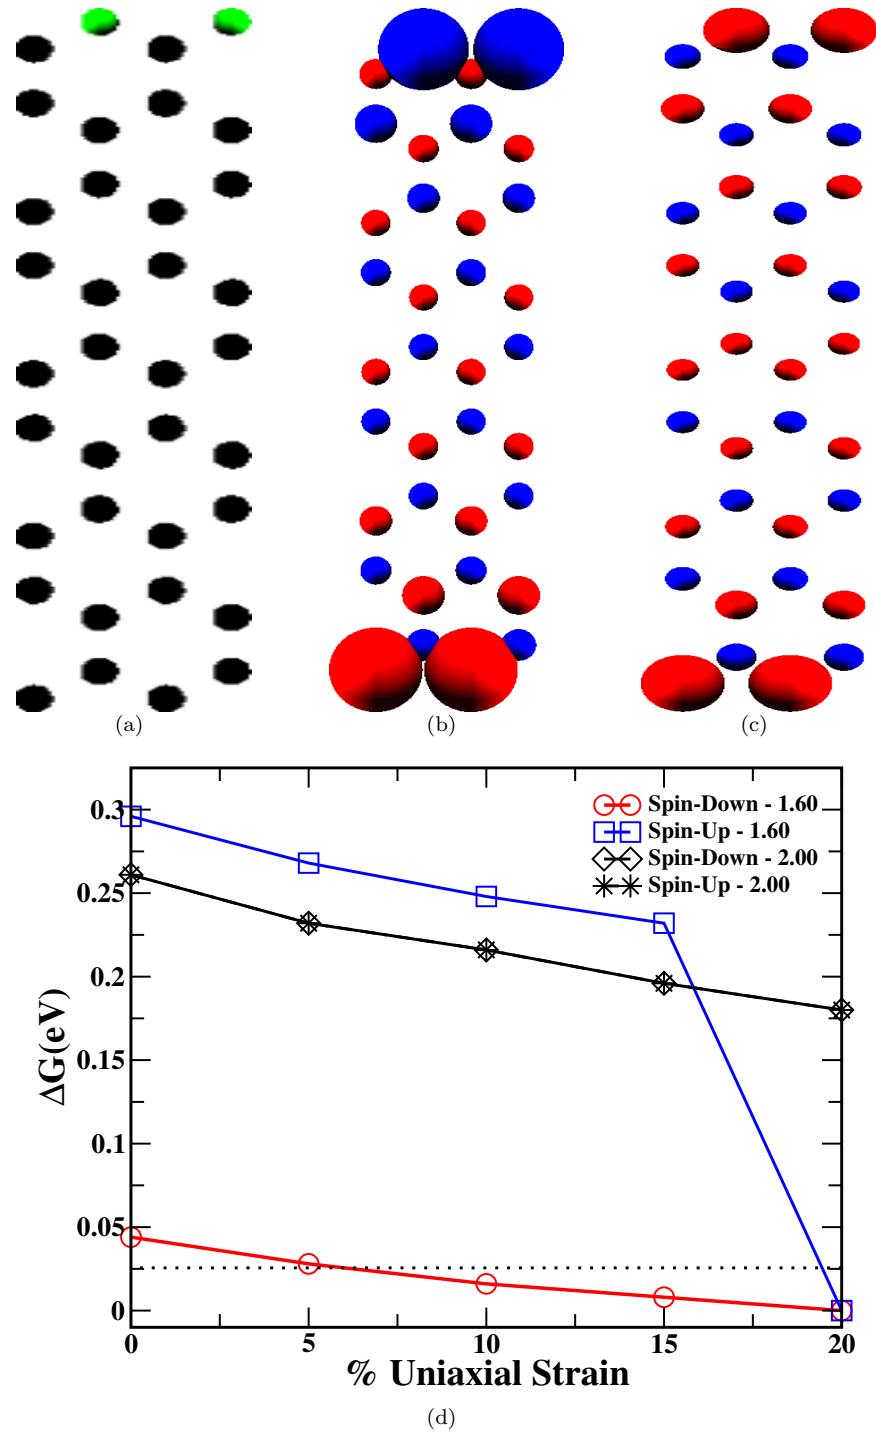 (a)
(b)
(c)
0.3
0.25
0.2
0.15
0.1
0.05
0
ΔG(eV)
Spin-Down - 1.60
Spin-Up - 1.60
Spin-Down - 2.00
Spin-Up - 2.00
0
5
10
15
20
% Uniaxial Strain
(d)